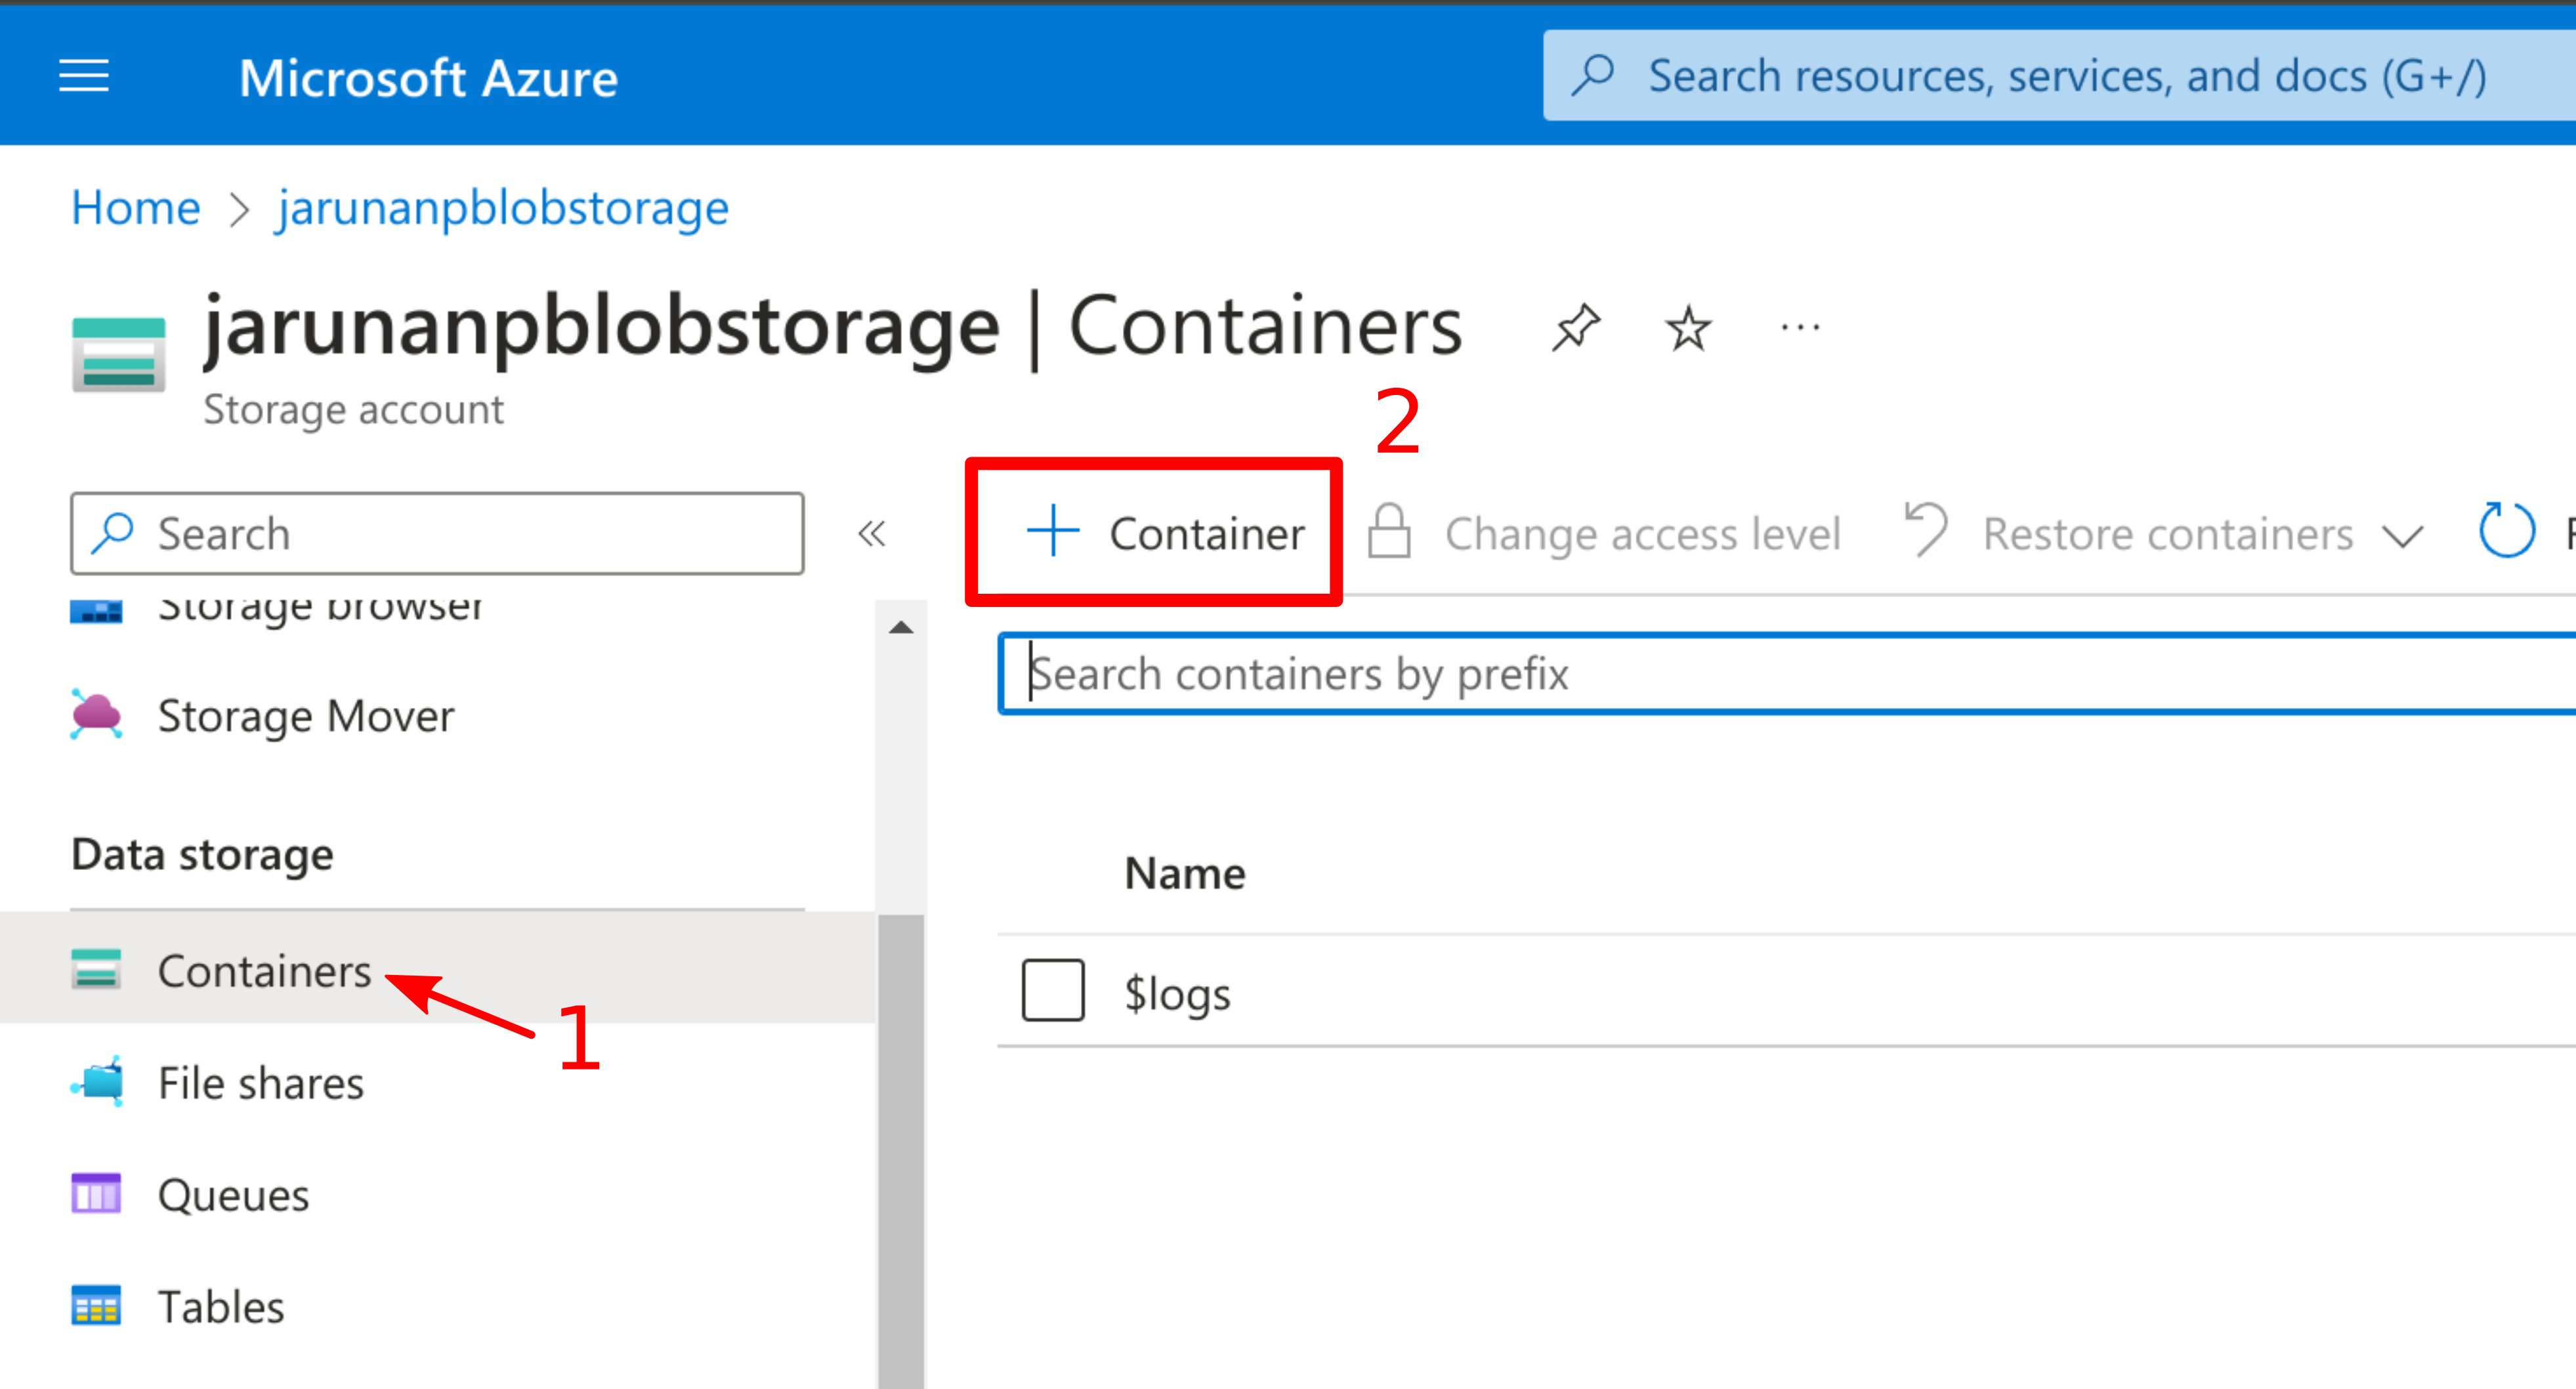 Microsoft Azure
Search resources, services, and docs (G+/)
Home > jarunanpblobstorage
jarunanpblobstorage | Containers
Storage account
2
Search
Container
Change access level
Restore containers
Storage browser
Search containers by prefix
Storage Mover
Data storage
Name
Containers
1
$logs
File shares
Queues
Tables